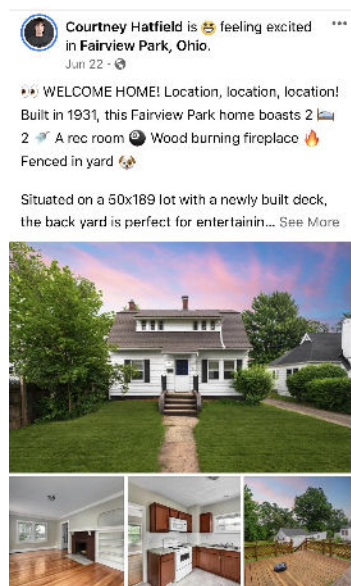 Courtney Hatfield is 😆 feeling excited
in Fairview Park, Ohio.
Jun 22 ·
👀 WELCOME HOME! Location, location, location!
Built in 1931, this Fairview Park home boasts 2 🛏️
2 🚿 A rec room 🎱 Wood burning fireplace 🔥
Fenced in yard 🐶
Situated on a 50x189 lot with a newly built deck,
the back yard is perfect for entertainin... See More